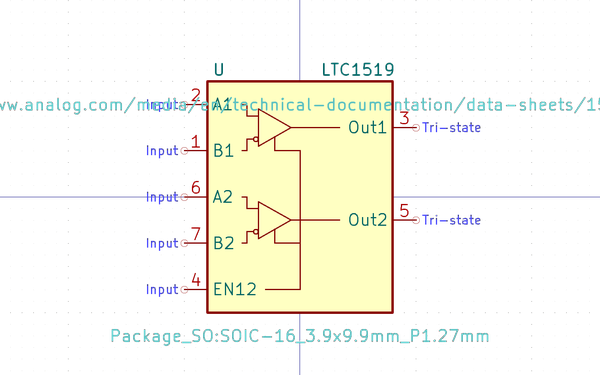 U LTC1519
2 A1
ww.analog.com/media/en/technical-documentation/data-sheets/15
Input
3 Out1 Tri-state
Input 1 B1
Input 6 A2
5 Out2 Tri-state
Input 7 B2
Input 4 EN12
Package_SO:SOIC-16_3.9x9.9mm_P1.27mm